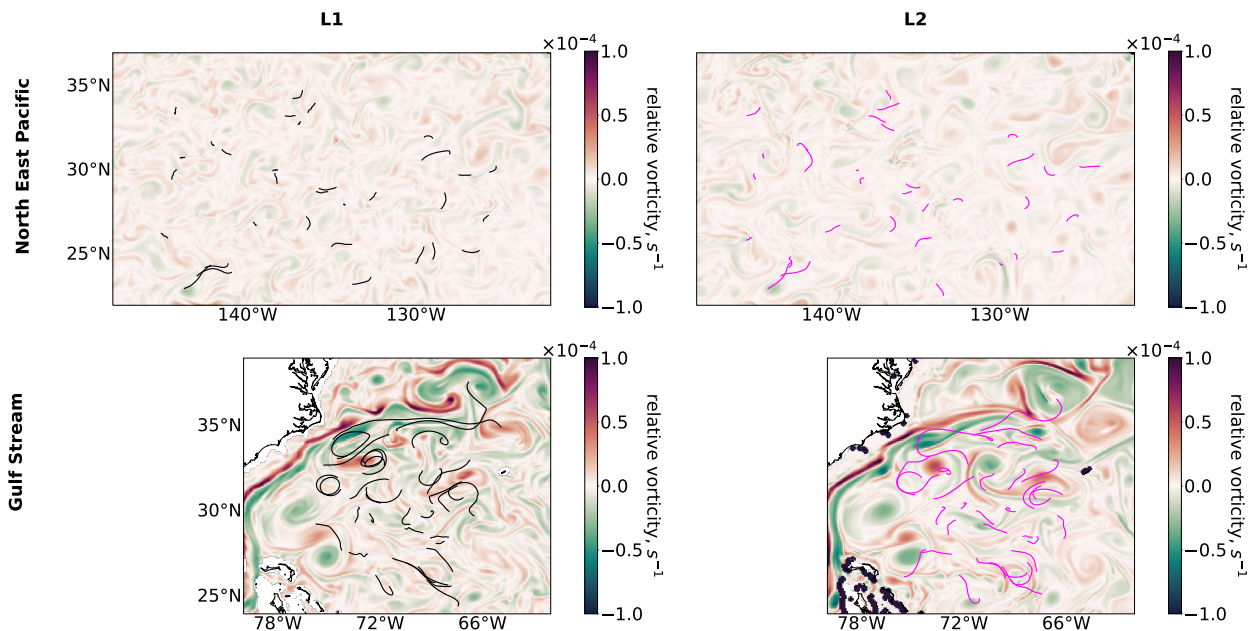 L1
L2
North East Pacific
35°N
30°N
25°N
140°W
130°W
×10⁻⁴
1.0
0.5
0.0
−0.5
−1.0
relative vorticity, s⁻¹
140°W
130°W
×10⁻⁴
1.0
0.5
0.0
−0.5
−1.0
relative vorticity, s⁻¹
Gulf Stream
35°N
30°N
25°N
78°W
72°W
66°W
×10⁻⁴
1.0
0.5
0.0
−0.5
−1.0
relative vorticity, s⁻¹
78°W
72°W
66°W
×10⁻⁴
1.0
0.5
0.0
−0.5
−1.0
relative vorticity, s⁻¹